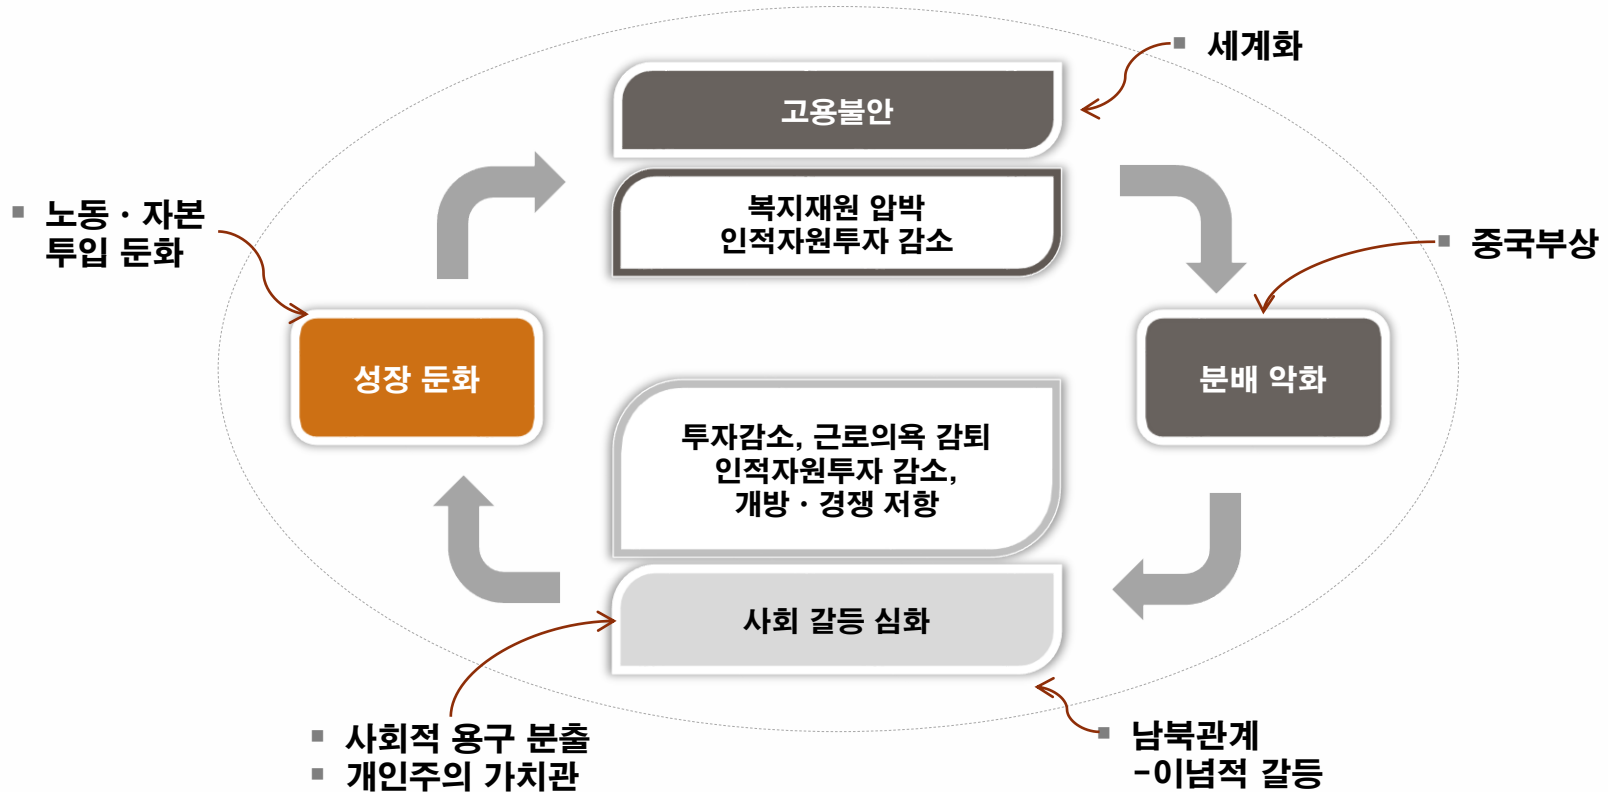 세계화
고용불안
복지재원 압박
인적자원투자 감소
노동 · 자본
투입 둔화
중국부상
성장 둔화
분배 악화
투자감소, 근로의욕 감퇴
인적자원투자 감소,
개방 · 경쟁 저항
사회 갈등 심화
사회적 용구 분출
개인주의 가치관
남북관계
-이념적 갈등